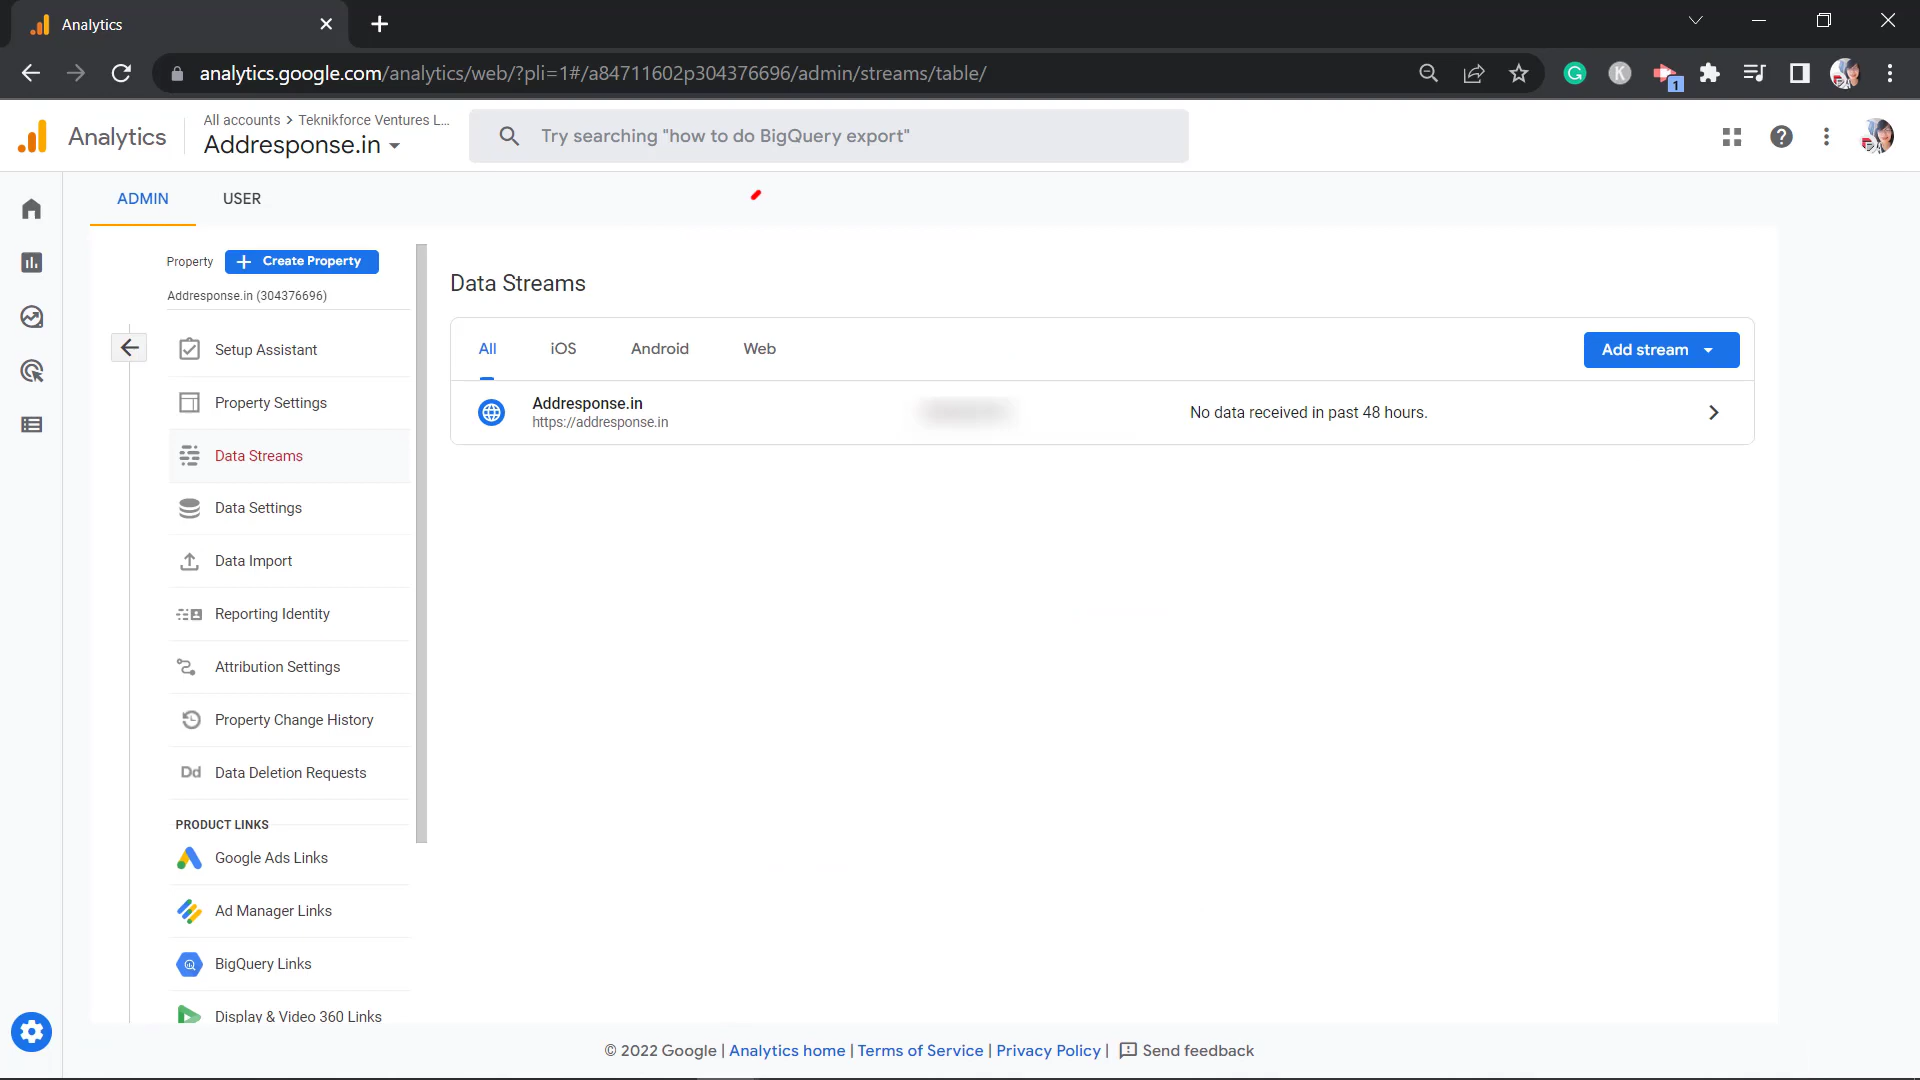 Analytics
analytics.google.com/analytics/web/?pli=1#/a84711602p304376696/admin/streams/table/
1
Analytics
All accounts > Teknikforce Ventures L...
Addresponse.in
Try searching "how to do BigQuery export"
ADMIN
USER
Property
Create Property
Addresponse.in (304376696)
Setup Assistant
Property Settings
Data Streams
Data Settings
Data Import
Reporting Identity
Attribution Settings
Property Change History
Dd Data Deletion Requests
PRODUCT LINKS
Google Ads Links
Ad Manager Links
BigQuery Links
Display & Video 360 Links
Data Streams
All
iOS
Android
Web
Add stream
Addresponse.in
https://addresponse.in
No data received in past 48 hours.
© 2022 Google | Analytics home | Terms of Service | Privacy Policy | Send feedback